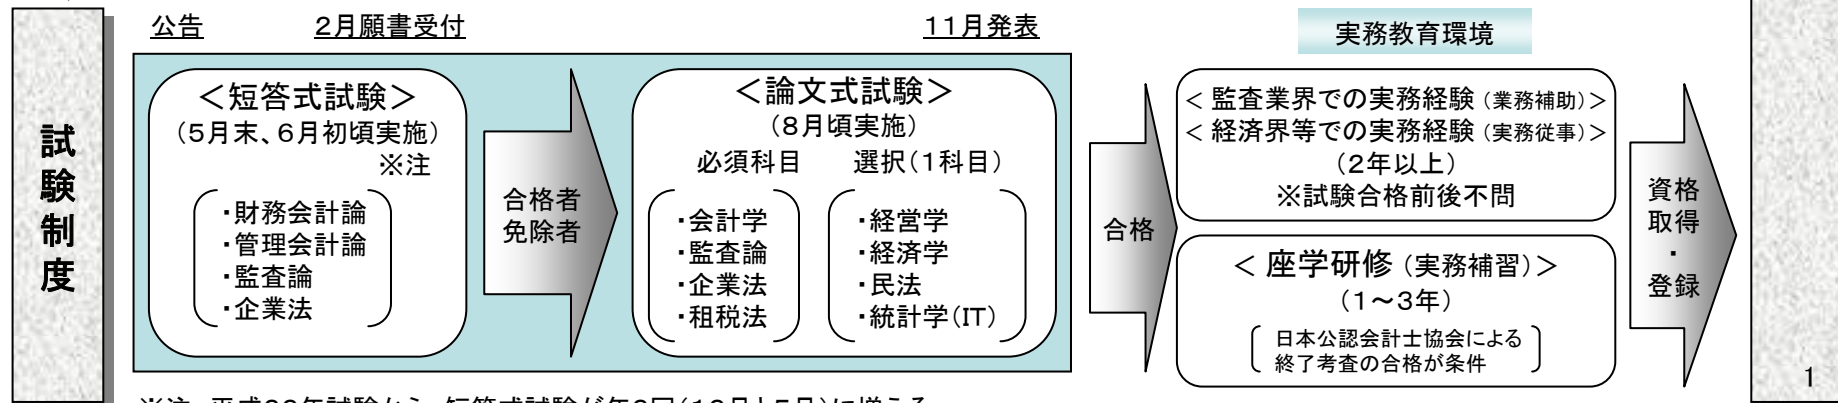 試験制度
公告
2月願書受付
11月発表
実務教育環境
＜短答式試験＞
（5月末、6月初頃実施）
※注
・財務会計論
・管理会計論
・監査論
・企業法
合格者
免除者
＜論文式試験＞
（8月頃実施）
必須科目
選択（1科目）
・会計学
・監査論
・企業法
・租税法
・経営学
・経済学
・民法
・統計学（IT）
合格
＜ 監査業界での実務経験 （業務補助）＞
＜ 経済界等での実務経験 （実務従事）＞
（2年以上）
※試験合格前後不問
＜ 座学研修 （実務補習）＞
（1～3年）
日本公認会計士協会による
終了考査の合格が条件
資格
取得
・
登録
1